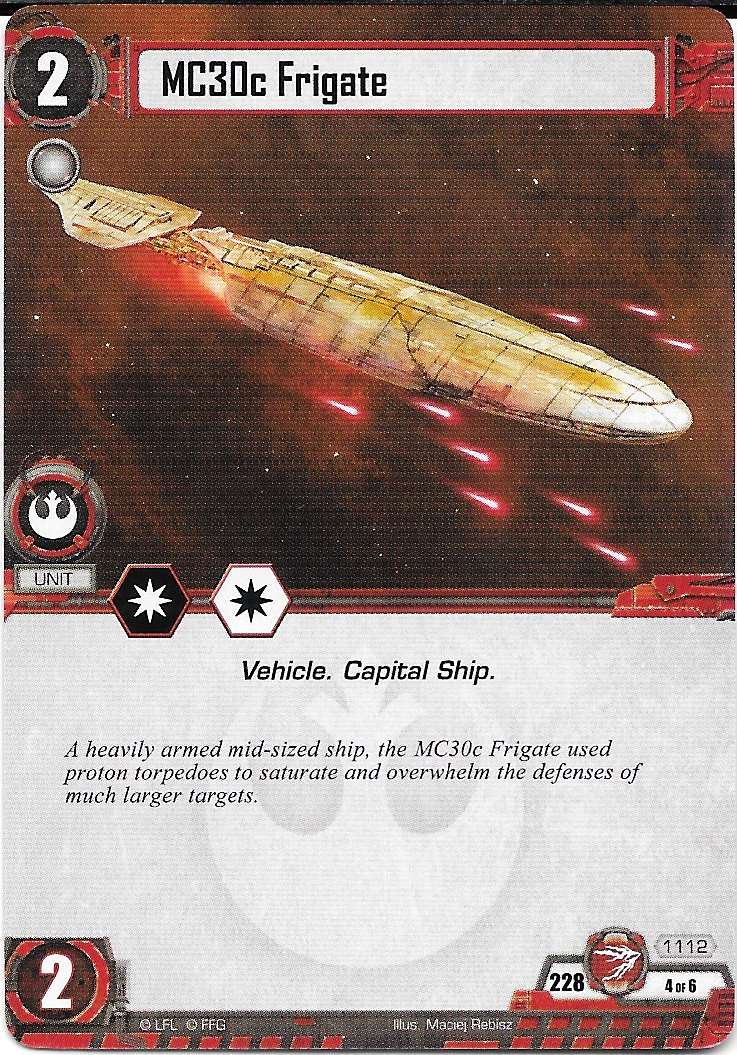 2
MC30c Frigate
UNIT
Vehicle. Capital Ship.
A heavily armed mid-sized ship, the MC30c Frigate used
proton torpedoes to saturate and overwhelm the defenses of
much larger targets.
2
1112
228
4 OF 6
© LFL © FFG
Illus. Maciej Rebisz